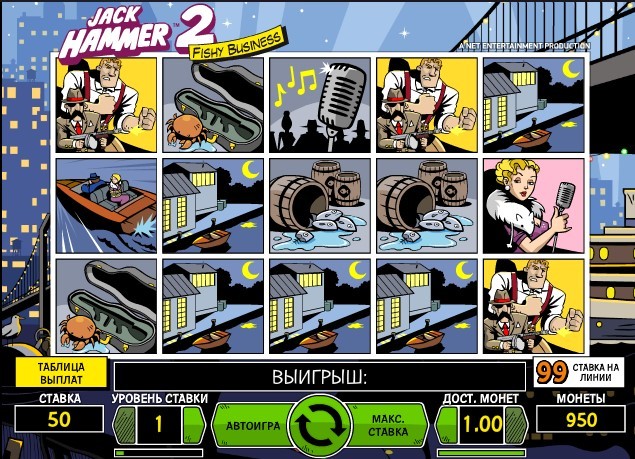 JACK
HAMMER™ 2
FISHY BUSINESS
A NET ENTERTAINMENT PRODUCTION
ТАБЛИЦА
ВЫПЛАТ
ВЫИГРЫШ:
99 СТАВКА НА
ЛИНИИ
СТАВКА
50
УРОВЕНЬ СТАВКИ
1
АВТОИГРА
МАКС.
СТАВКА
ДОСТ. МОНЕТ
1.00
МОНЕТЫ
950